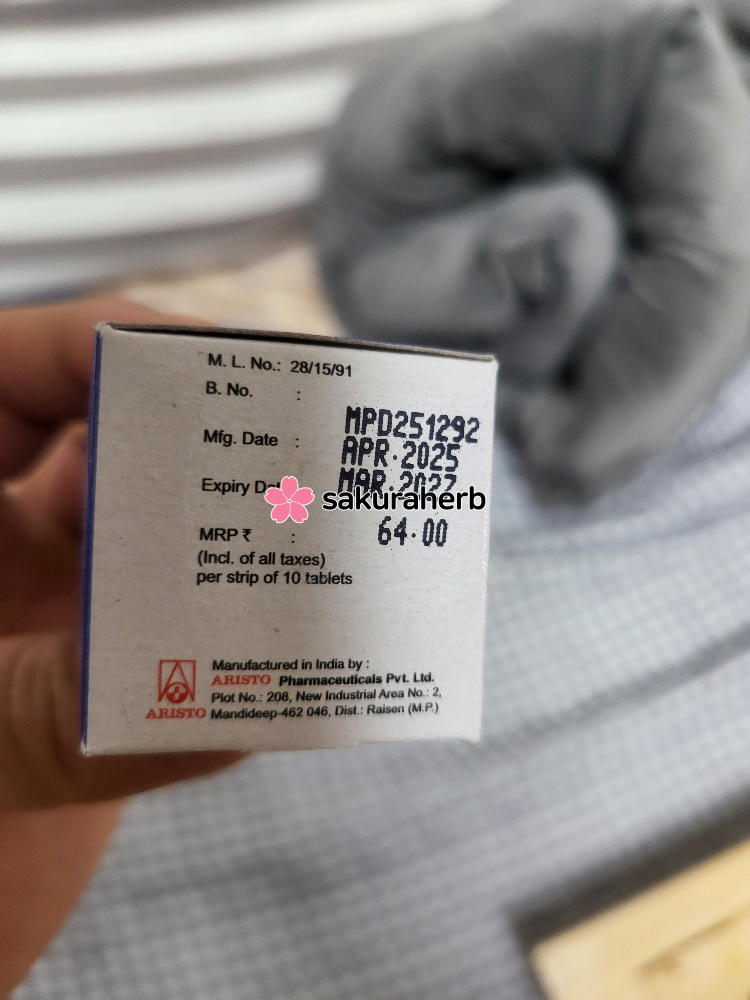 M. L. No.: 28/15/91
B. No. :
MPD251292
Mfg. Date : APR.2025
Expiry MAR.2027
sakuraherb
MRP ₹ : 64.00
(Incl. of all taxes)
per strip of 10 tablets
Manufactured in India by :
ARISTO Pharmaceuticals Pvt. Ltd.
Plot No.: 208, New Industrial Area No.: 2,
ARISTO Mandideep-462 046, Dist.: Raisen (M.P.)